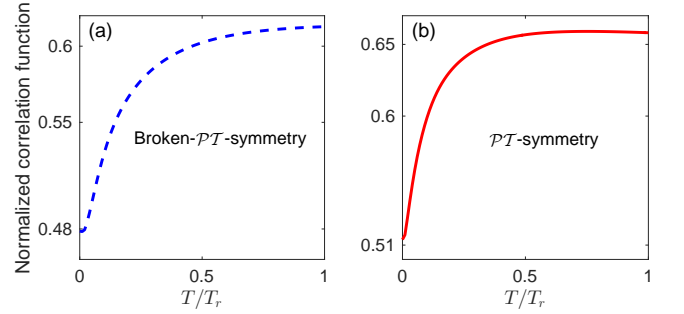 Normalized correlation function
(a)
0.6
0.55
0.48
Broken-𝒫𝒯-symmetry
0 0.5 1
T/T_r
(b)
0.65
0.6
0.51
𝒫𝒯-symmetry
0 0.5 1
T/T_r